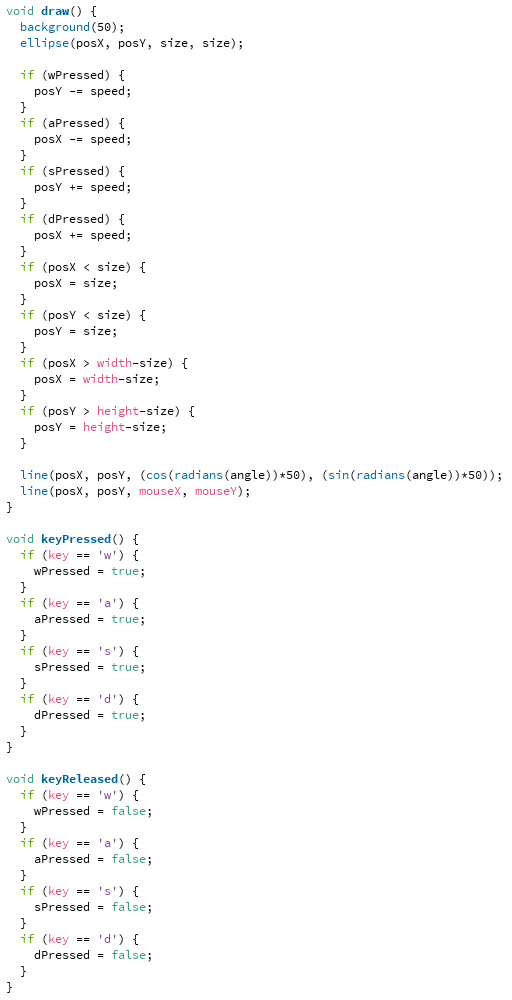 void draw() {
  background(50);
  ellipse(posX, posY, size, size);

  if (wPressed) {
    posY -= speed;
  }
  if (aPressed) {
    posX -= speed;
  }
  if (sPressed) {
    posY += speed;
  }
  if (dPressed) {
    posX += speed;
  }
  if (posX < size) {
    posX = size;
  }
  if (posY < size) {
    posY = size;
  }
  if (posX > width-size) {
    posX = width-size;
  }
  if (posY > height-size) {
    posY = height-size;
  }

  line(posX, posY, (cos(radians(angle))*50), (sin(radians(angle))*50));
  line(posX, posY, mouseX, mouseY);
}

void keyPressed() {
  if (key == 'w') {
    wPressed = true;
  }
  if (key == 'a') {
    aPressed = true;
  }
  if (key == 's') {
    sPressed = true;
  }
  if (key == 'd') {
    dPressed = true;
  }
}

void keyReleased() {
  if (key == 'w') {
    wPressed = false;
  }
  if (key == 'a') {
    aPressed = false;
  }
  if (key == 's') {
    sPressed = false;
  }
  if (key == 'd') {
    dPressed = false;
  }
}